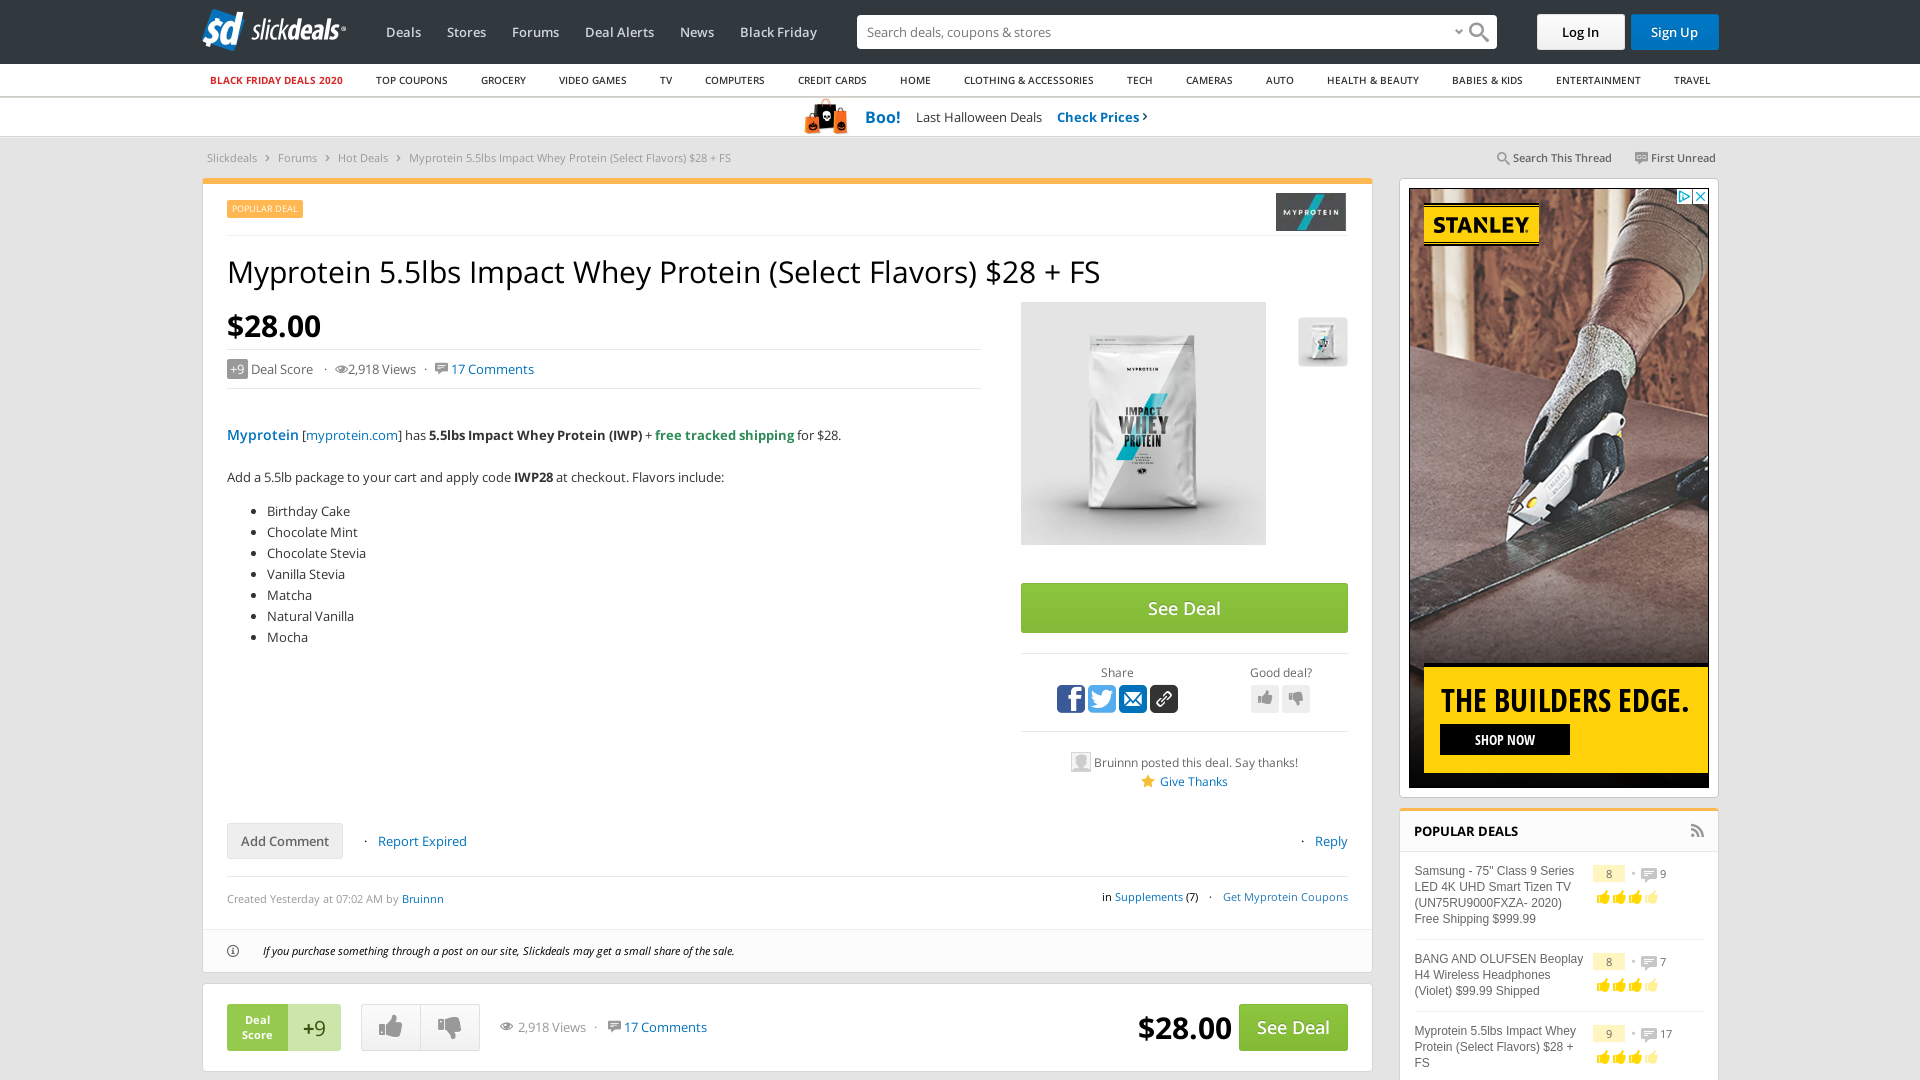 slickdeals
Deals
Stores
Forums
Deal Alerts
News
Black Friday
Search deals, coupons & shops
Log In
Sign Up
BLACK FRIDAY DEALS 2020
TOP COUPONS
GROCERY
VIDEO GAMES
TV
COMPUTERS
CREDIT CARDS
HOME
CLOTHING & ACCESSORIES
TECH
CAMERAS
AUTO
HEALTH & BEAUTY
BABIES & KIDS
ENTERTAINMENT
TRAVEL
Boo! Last Halloween Deals Check Prices ›
Slickdeals › Forums › Hot Deals › Myprotein 5.5lbs Impact Whey Protein (Select Flavors) $28 + FS
Search This Thread
First Unread
POPULAR DEAL
MYPROTEIN
Myprotein 5.5lbs Impact Whey Protein (Select Flavors) $28 + FS
$28.00
+9 Deal Score · 2,918 Views · 17 Comments
Myprotein [myprotein.com] has 5.5lbs Impact Whey Protein (IWP) + free tracked shipping for $28.
Add a 5.5lb package to your cart and apply code IWP28 at checkout. Flavors include:
• Birthday Cake
• Chocolate Mint
• Chocolate Stevia
• Vanilla Stevia
• Matcha
• Natural Vanilla
• Mocha
MYPROTEIN
IMPACT
WHEY
PROTEIN
See Deal
Share
Good deal?
Bruinnn posted this deal. Say thanks!
Give Thanks
Add Comment
· Report Expired
· Reply
Created Yesterday at 07:02 AM by Bruinnn
in Supplements (7) · Get Myprotein Coupons
If you purchase something through a post on our site, Slickdeals may get a small share of the sale.
Deal
Score
+9
2,918 Views · 17 Comments
$28.00
See Deal
STANLEY
THE BUILDERS EDGE.
SHOP NOW
POPULAR DEALS
Samsung - 75" Class 9 Series
LED 4K UHD Smart Tizen TV
(UN75RU9000FXZA- 2020)
Free Shipping $999.99
8 · 9
BANG AND OLUFSEN Beoplay
H4 Wireless Headphones
(Violet) $99.99 Shipped
8 · 7
Myprotein 5.5lbs Impact Whey
Protein (Select Flavors) $28 +
FS
9 · 17